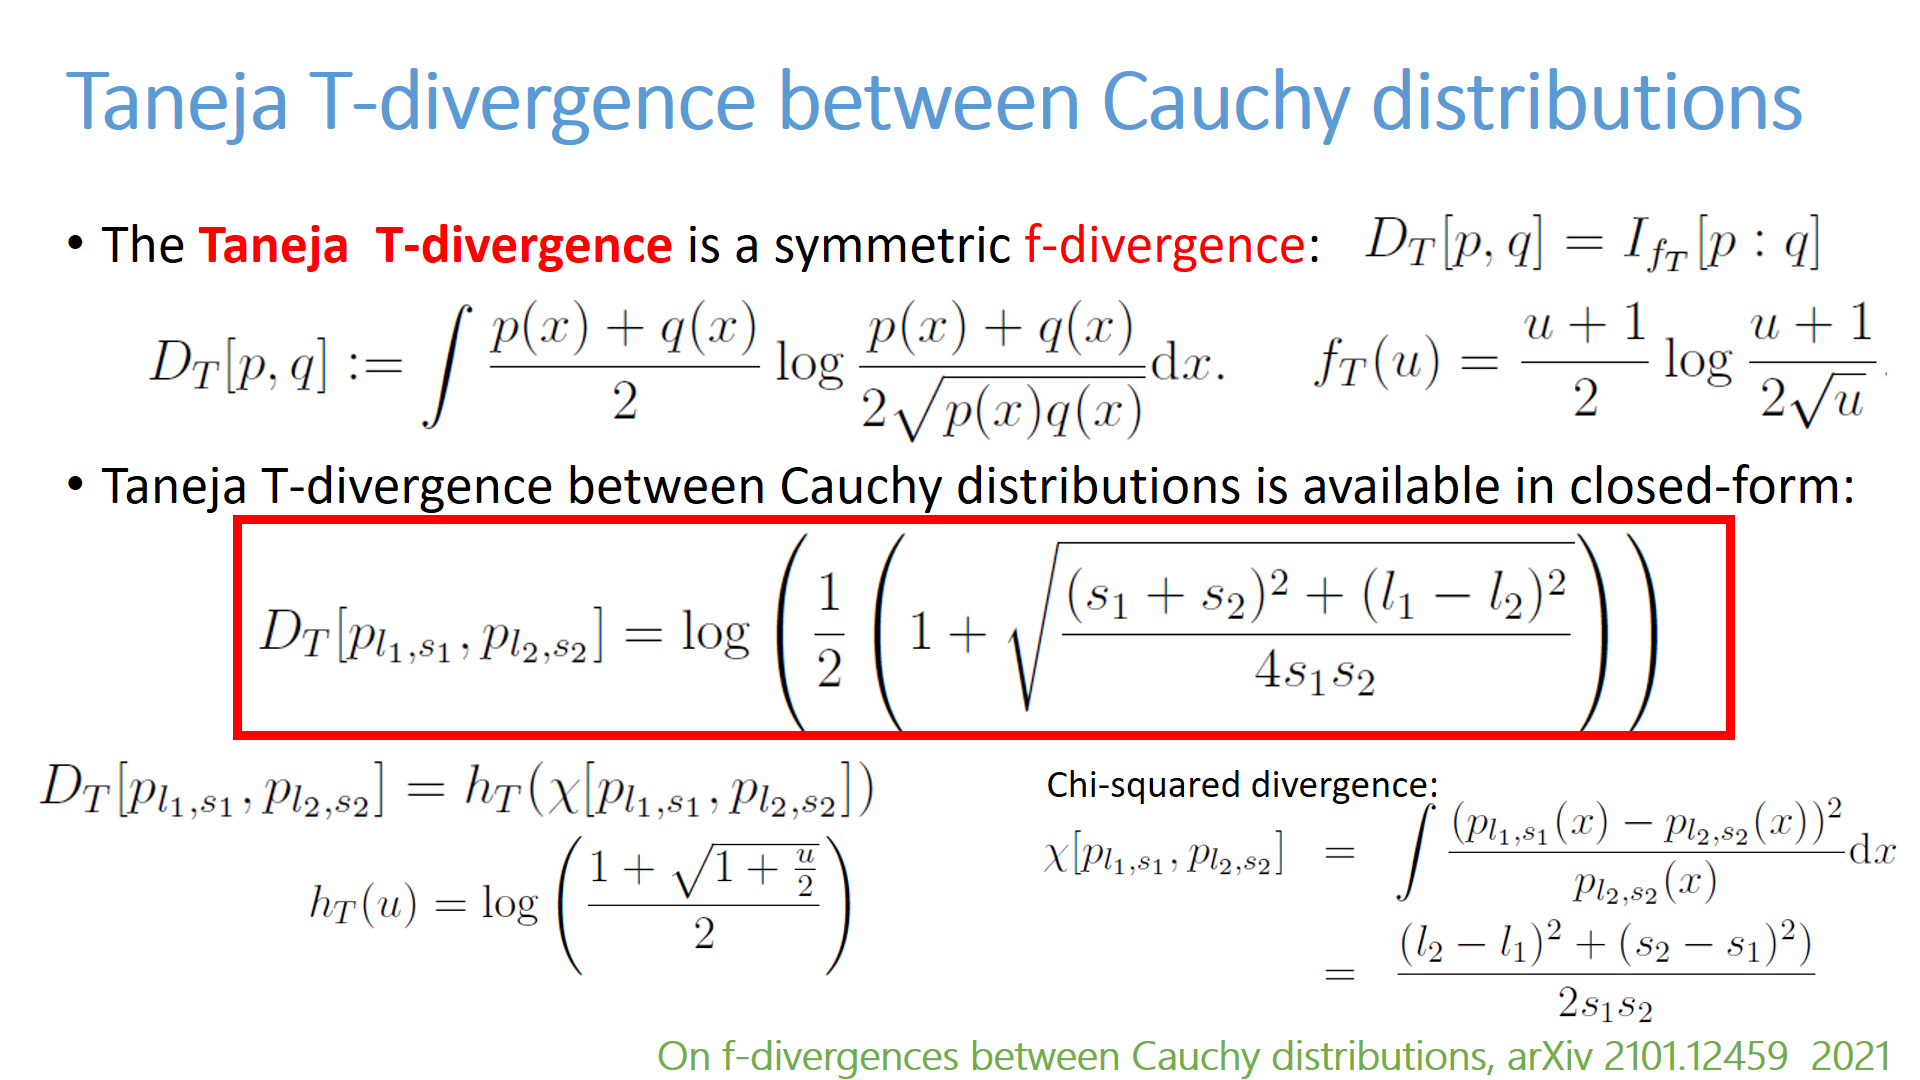 Taneja T-divergence between Cauchy distributions
• The Taneja T-divergence is a symmetric f-divergence: $D_T[p,q] = I_{f_T}[p:q]$
$D_T[p,q] := \int \frac{p(x)+q(x)}{2} \log \frac{p(x)+q(x)}{2\sqrt{p(x)q(x)}} \mathrm{d}x.$ $f_T(u) = \frac{u+1}{2} \log \frac{u+1}{2\sqrt{u}}.$
• Taneja T-divergence between Cauchy distributions is available in closed-form:
$D_T[p_{l_1,s_1}, p_{l_2,s_2}] = \log \left( \frac{1}{2} \left( 1 + \sqrt{\frac{(s_1+s_2)^2+(l_1-l_2)^2}{4s_1s_2}} \right) \right)$
$D_T[p_{l_1,s_1}, p_{l_2,s_2}] = h_T(\chi[p_{l_1,s_1}, p_{l_2,s_2}])$
$h_T(u) = \log \left( \frac{1+\sqrt{1+\frac{u}{2}}}{2} \right)$
Chi-squared divergence:
$\chi[p_{l_1,s_1}, p_{l_2,s_2}] = \int \frac{(p_{l_1,s_1}(x) - p_{l_2,s_2}(x))^2}{p_{l_2,s_2}(x)} \mathrm{d}x$
$= \frac{(l_2-l_1)^2+(s_2-s_1)^2)}{2s_1s_2}$
On f-divergences between Cauchy distributions, arXiv 2101.12459 2021